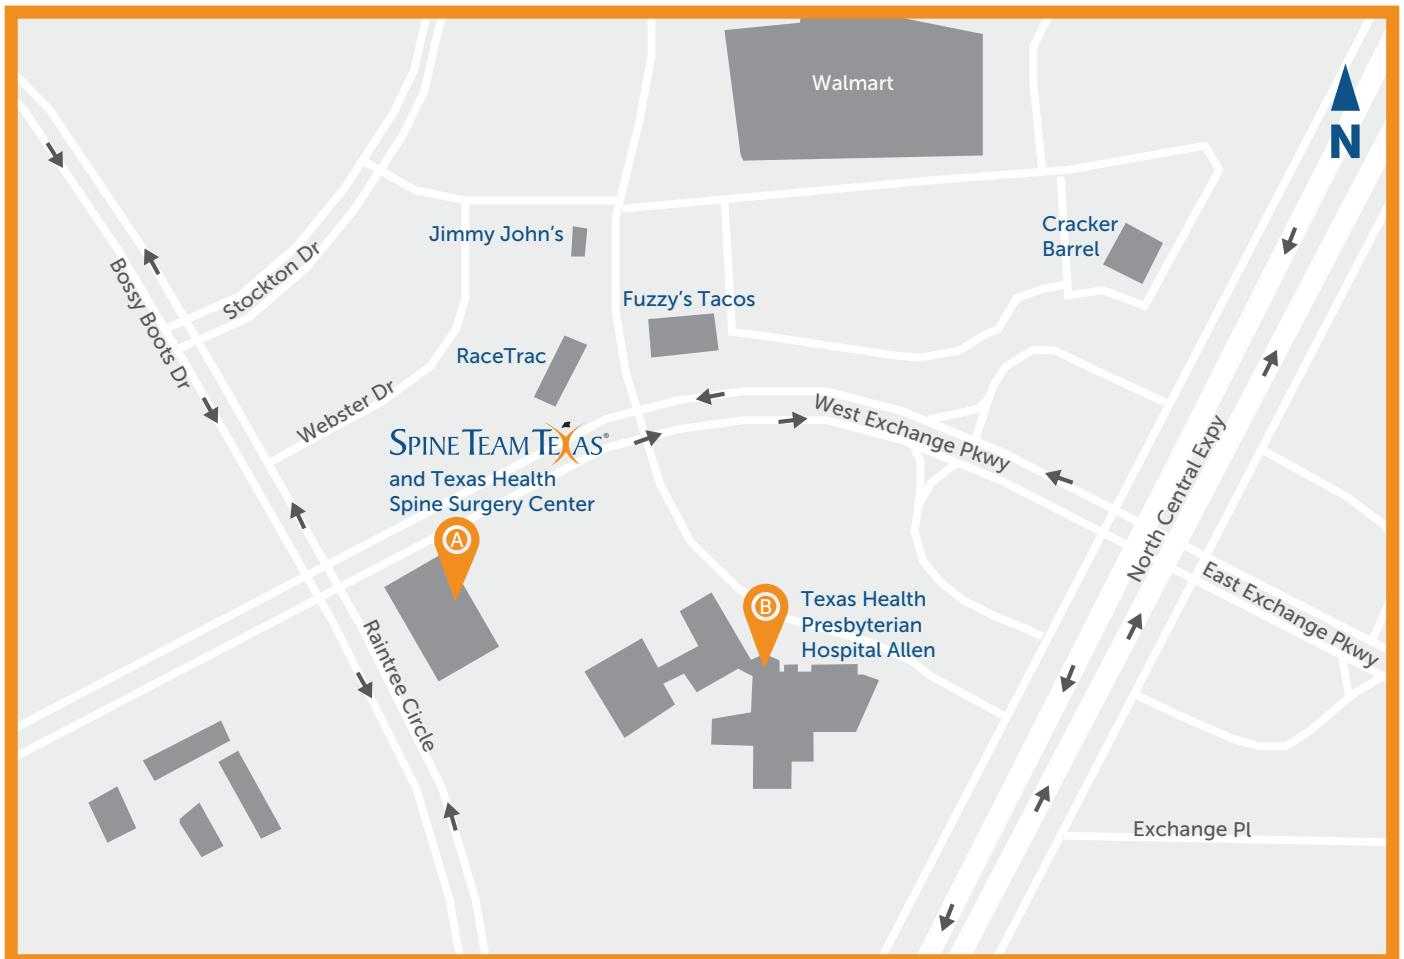 Walmart
N
Cracker
Barrel
Jimmy John’s
Stockton Dr
Bossy Boots Dr
Fuzzy’s Tacos
RaceTrac
Webster Dr
West Exchange Pkwy
North Central Expy
SPINE TEAM TEXAS®
and Texas Health
Spine Surgery Center
A
East Exchange Pkwy
B
Texas Health
Presbyterian
Hospital Allen
Raintree Circle
Exchange Pl